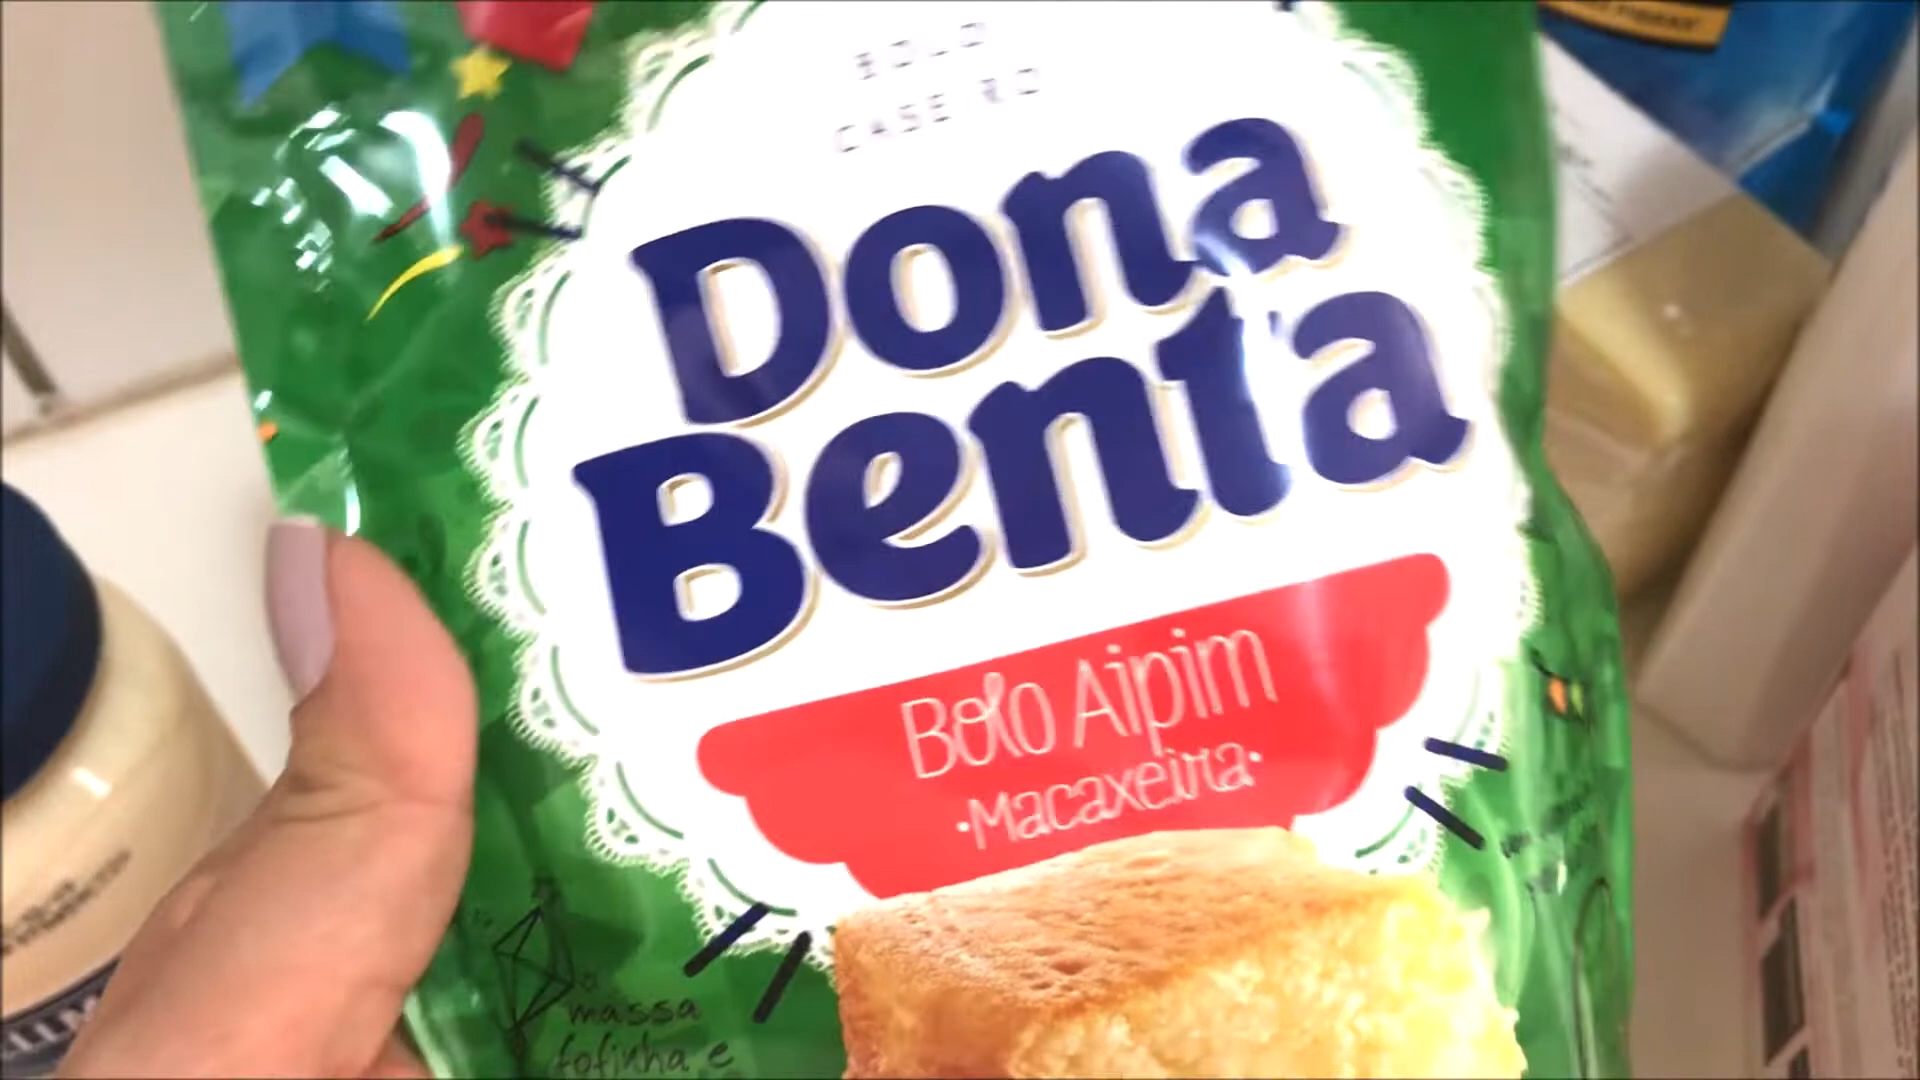 BOLO
CASEIRO
Dona
Benta
Bolo Aipim
·Macaxeira·
massa
fofinha e